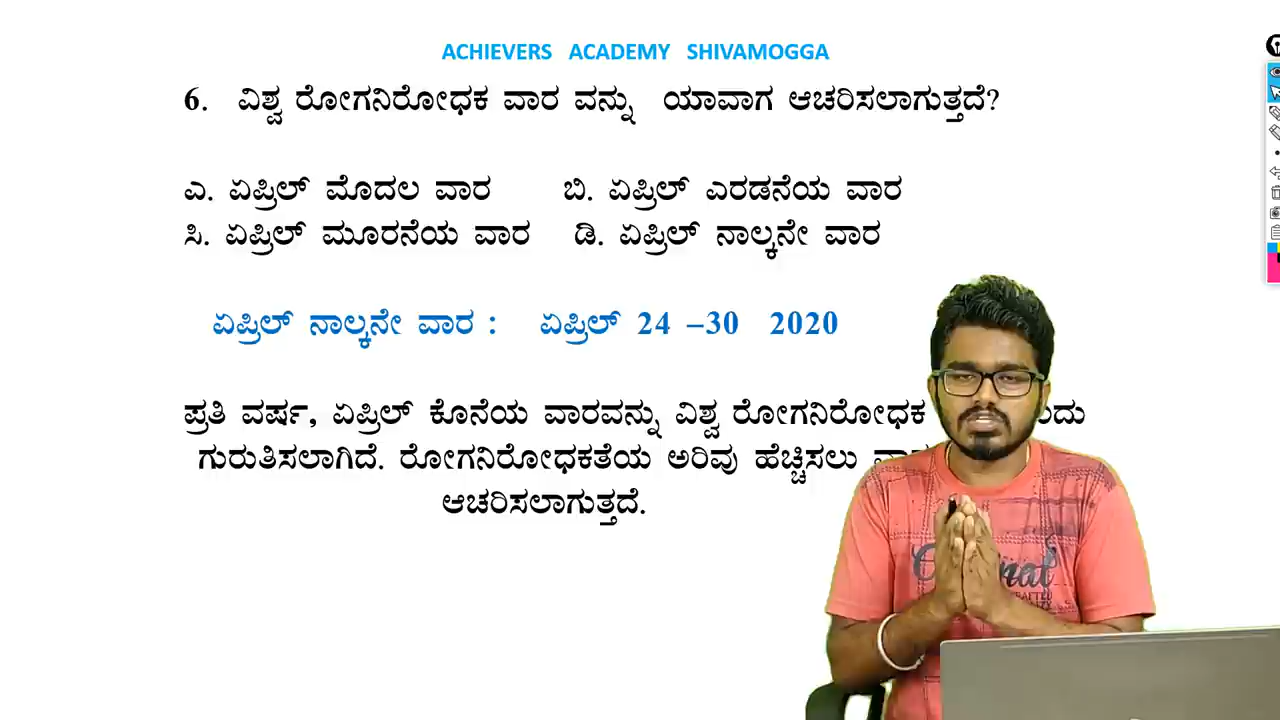 ACHIEVERS ACADEMY SHIVAMOGGA
6. ವಿಶ್ವ ರೋಗನಿರೋಧಕ ವಾರ ವನ್ನು ಯಾವಾಗ ಆಚರಿಸಲಾಗುತ್ತದೆ?
ಎ. ಏಪ್ರಿಲ್ ಮೊದಲ ವಾರ ಬಿ. ಏಪ್ರಿಲ್ ಎರಡನೆಯ ವಾರ
ಸಿ. ಏಪ್ರಿಲ್ ಮೂರನೆಯ ವಾರ ಡಿ. ಏಪ್ರಿಲ್ ನಾಲ್ಕನೇ ವಾರ
ಏಪ್ರಿಲ್ ನಾಲ್ಕನೇ ವಾರ : ಏಪ್ರಿಲ್ 24 –30 2020
ಪ್ರತಿ ವರ್ಷ, ಏಪ್ರಿಲ್ ಕೊನೆಯ ವಾರವನ್ನು ವಿಶ್ವ ರೋಗನಿರೋಧಕ
ಗುರುತಿಸಲಾಗಿದೆ. ರೋಗನಿರೋಧಕತೆಯ ಅರಿವು ಹೆಚ್ಚಿಸಲು
ಆಚರಿಸಲಾಗುತ್ತದೆ.